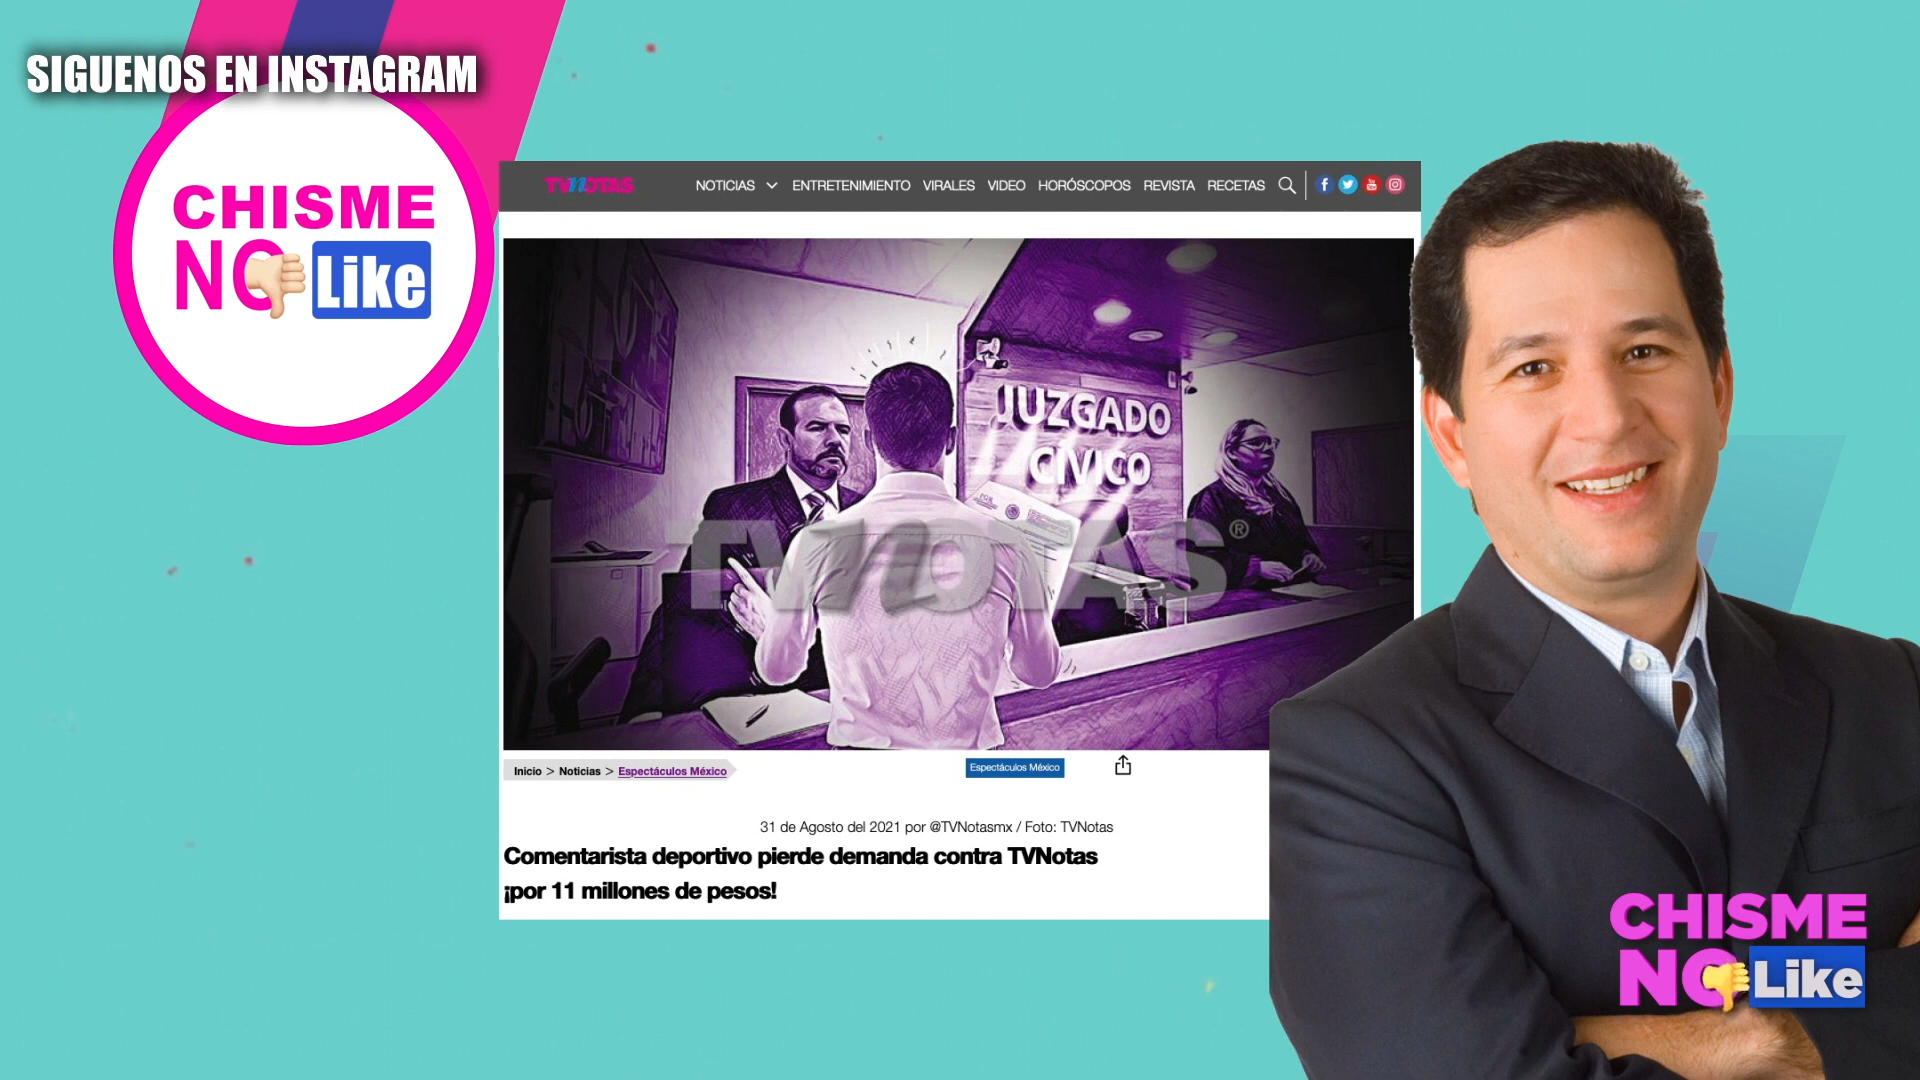 SIGUENOS EN INSTAGRAM
CHISME
NO Like
TVnOTAS
NOTICIAS ENTRETENIMIENTO VIRALES VIDEO HORÓSCOPOS REVISTA RECETAS
JUZGADO
CÍVICO
PGR
TVnOTAS®
Inicio > Noticias > Espectáculos México
Espectáculos México
31 de Agosto del 2021 por @TVNotasmx / Foto: TVNotas
Comentarista deportivo pierde demanda contra TVNotas
¡por 11 millones de pesos!
CHISME
NO Like